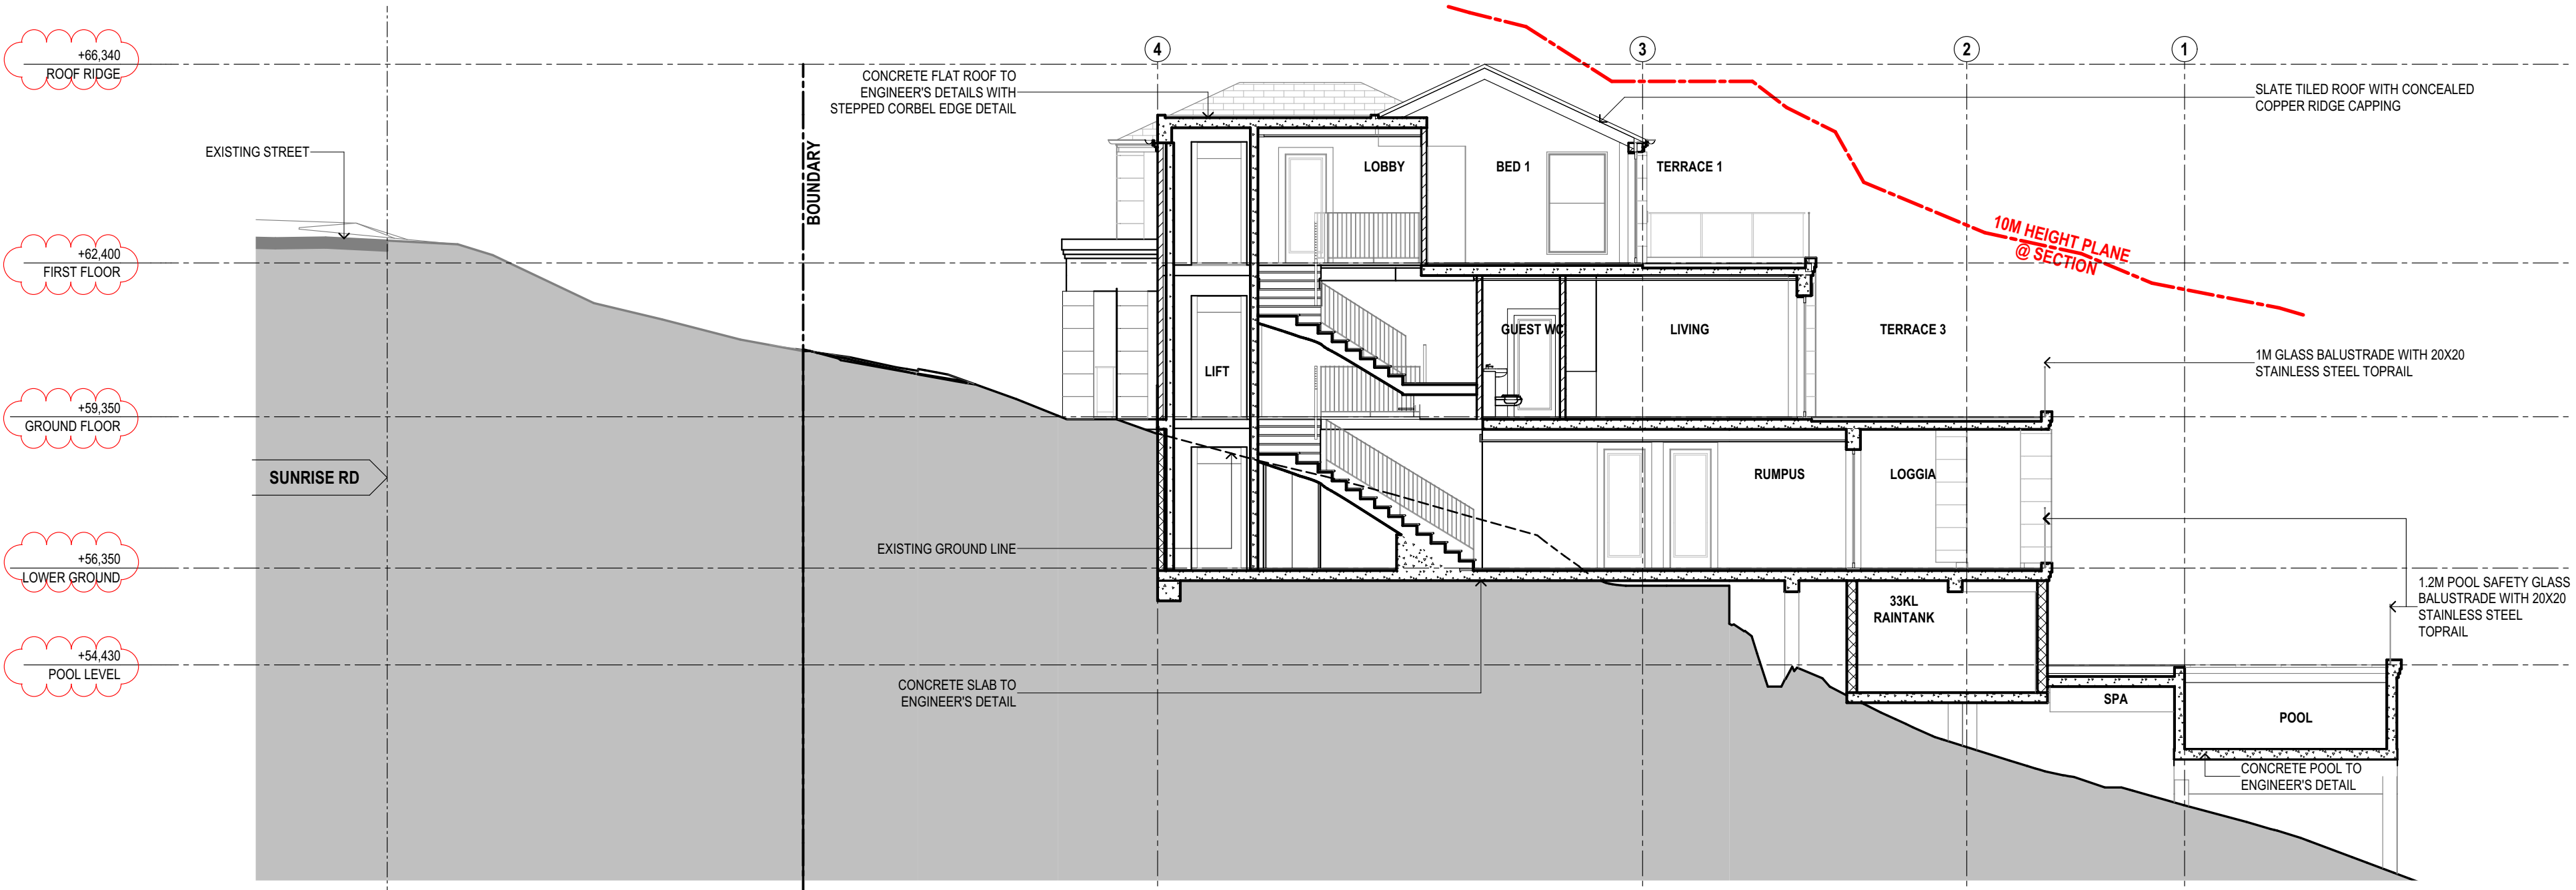 4
3
2
1
+66,340
ROOF RIDGE
CONCRETE FLAT ROOF TO
ENGINEER'S DETAILS WITH
STEPPED CORBEL EDGE DETAIL
SLATE TILED ROOF WITH CONCEALED
COPPER RIDGE CAPPING
EXISTING STREET
BOUNDARY
LOBBY
BED 1
TERRACE 1
10M HEIGHT PLANE
@ SECTION
+62,400
FIRST FLOOR
GUEST WC
LIVING
TERRACE 3
1M GLASS BALUSTRADE WITH 20X20
STAINLESS STEEL TOPRAIL
LIFT
+59,350
GROUND FLOOR
SUNRISE RD
RUMPUS
LOGGIA
EXISTING GROUND LINE
+56,350
LOWER GROUND
1.2M POOL SAFETY GLASS
BALUSTRADE WITH 20X20
STAINLESS STEEL
TOPRAIL
33KL
RAINTANK
+54,430
POOL LEVEL
CONCRETE SLAB TO
ENGINEER'S DETAIL
SPA
POOL
CONCRETE POOL TO
ENGINEER'S DETAIL